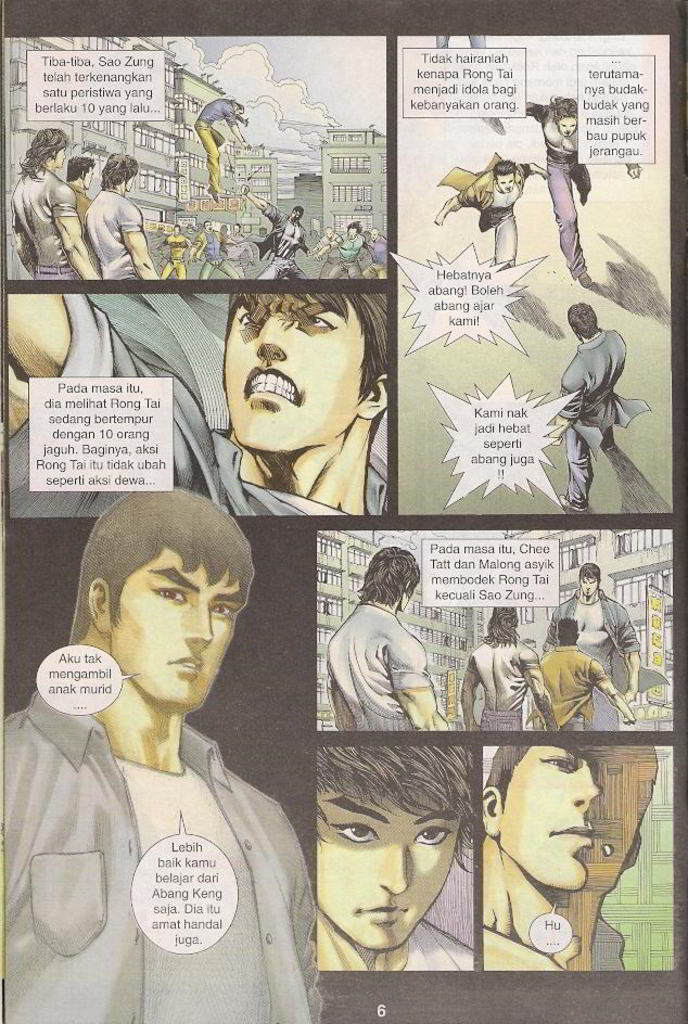 Tiba-tiba, Sao Zung
telah terkenangkan
satu peristiwa yang
berlaku 10 yang lalu...
Pada masa itu,
dia melihat Rong Tai
sedang bertempur
dengan 10 orang
jaguh. Baginya, aksi
Rong Tai itu tidak ubah
seperti aksi dewa...
Tidak hairanlah
kenapa Rong Tai
menjadi idola bagi
kebanyakan orang.
...
terutama-
nya budak-
budak yang
masih ber-
bau pupuk
jerangau.
Hebatnya
abang! Boleh
abang ajar
kami!
Kami nak
jadi hebat
seperti
abang juga
!!
Aku tak
mengambil
anak murid
....
Lebih
baik kamu
belajar dari
Abang Keng
saja. Dia itu
amat handal
juga.
Pada masa itu, Chee
Tatt dan Malong asyik
membodek Rong Tai
kecuali Sao Zung...
Hu
....
6